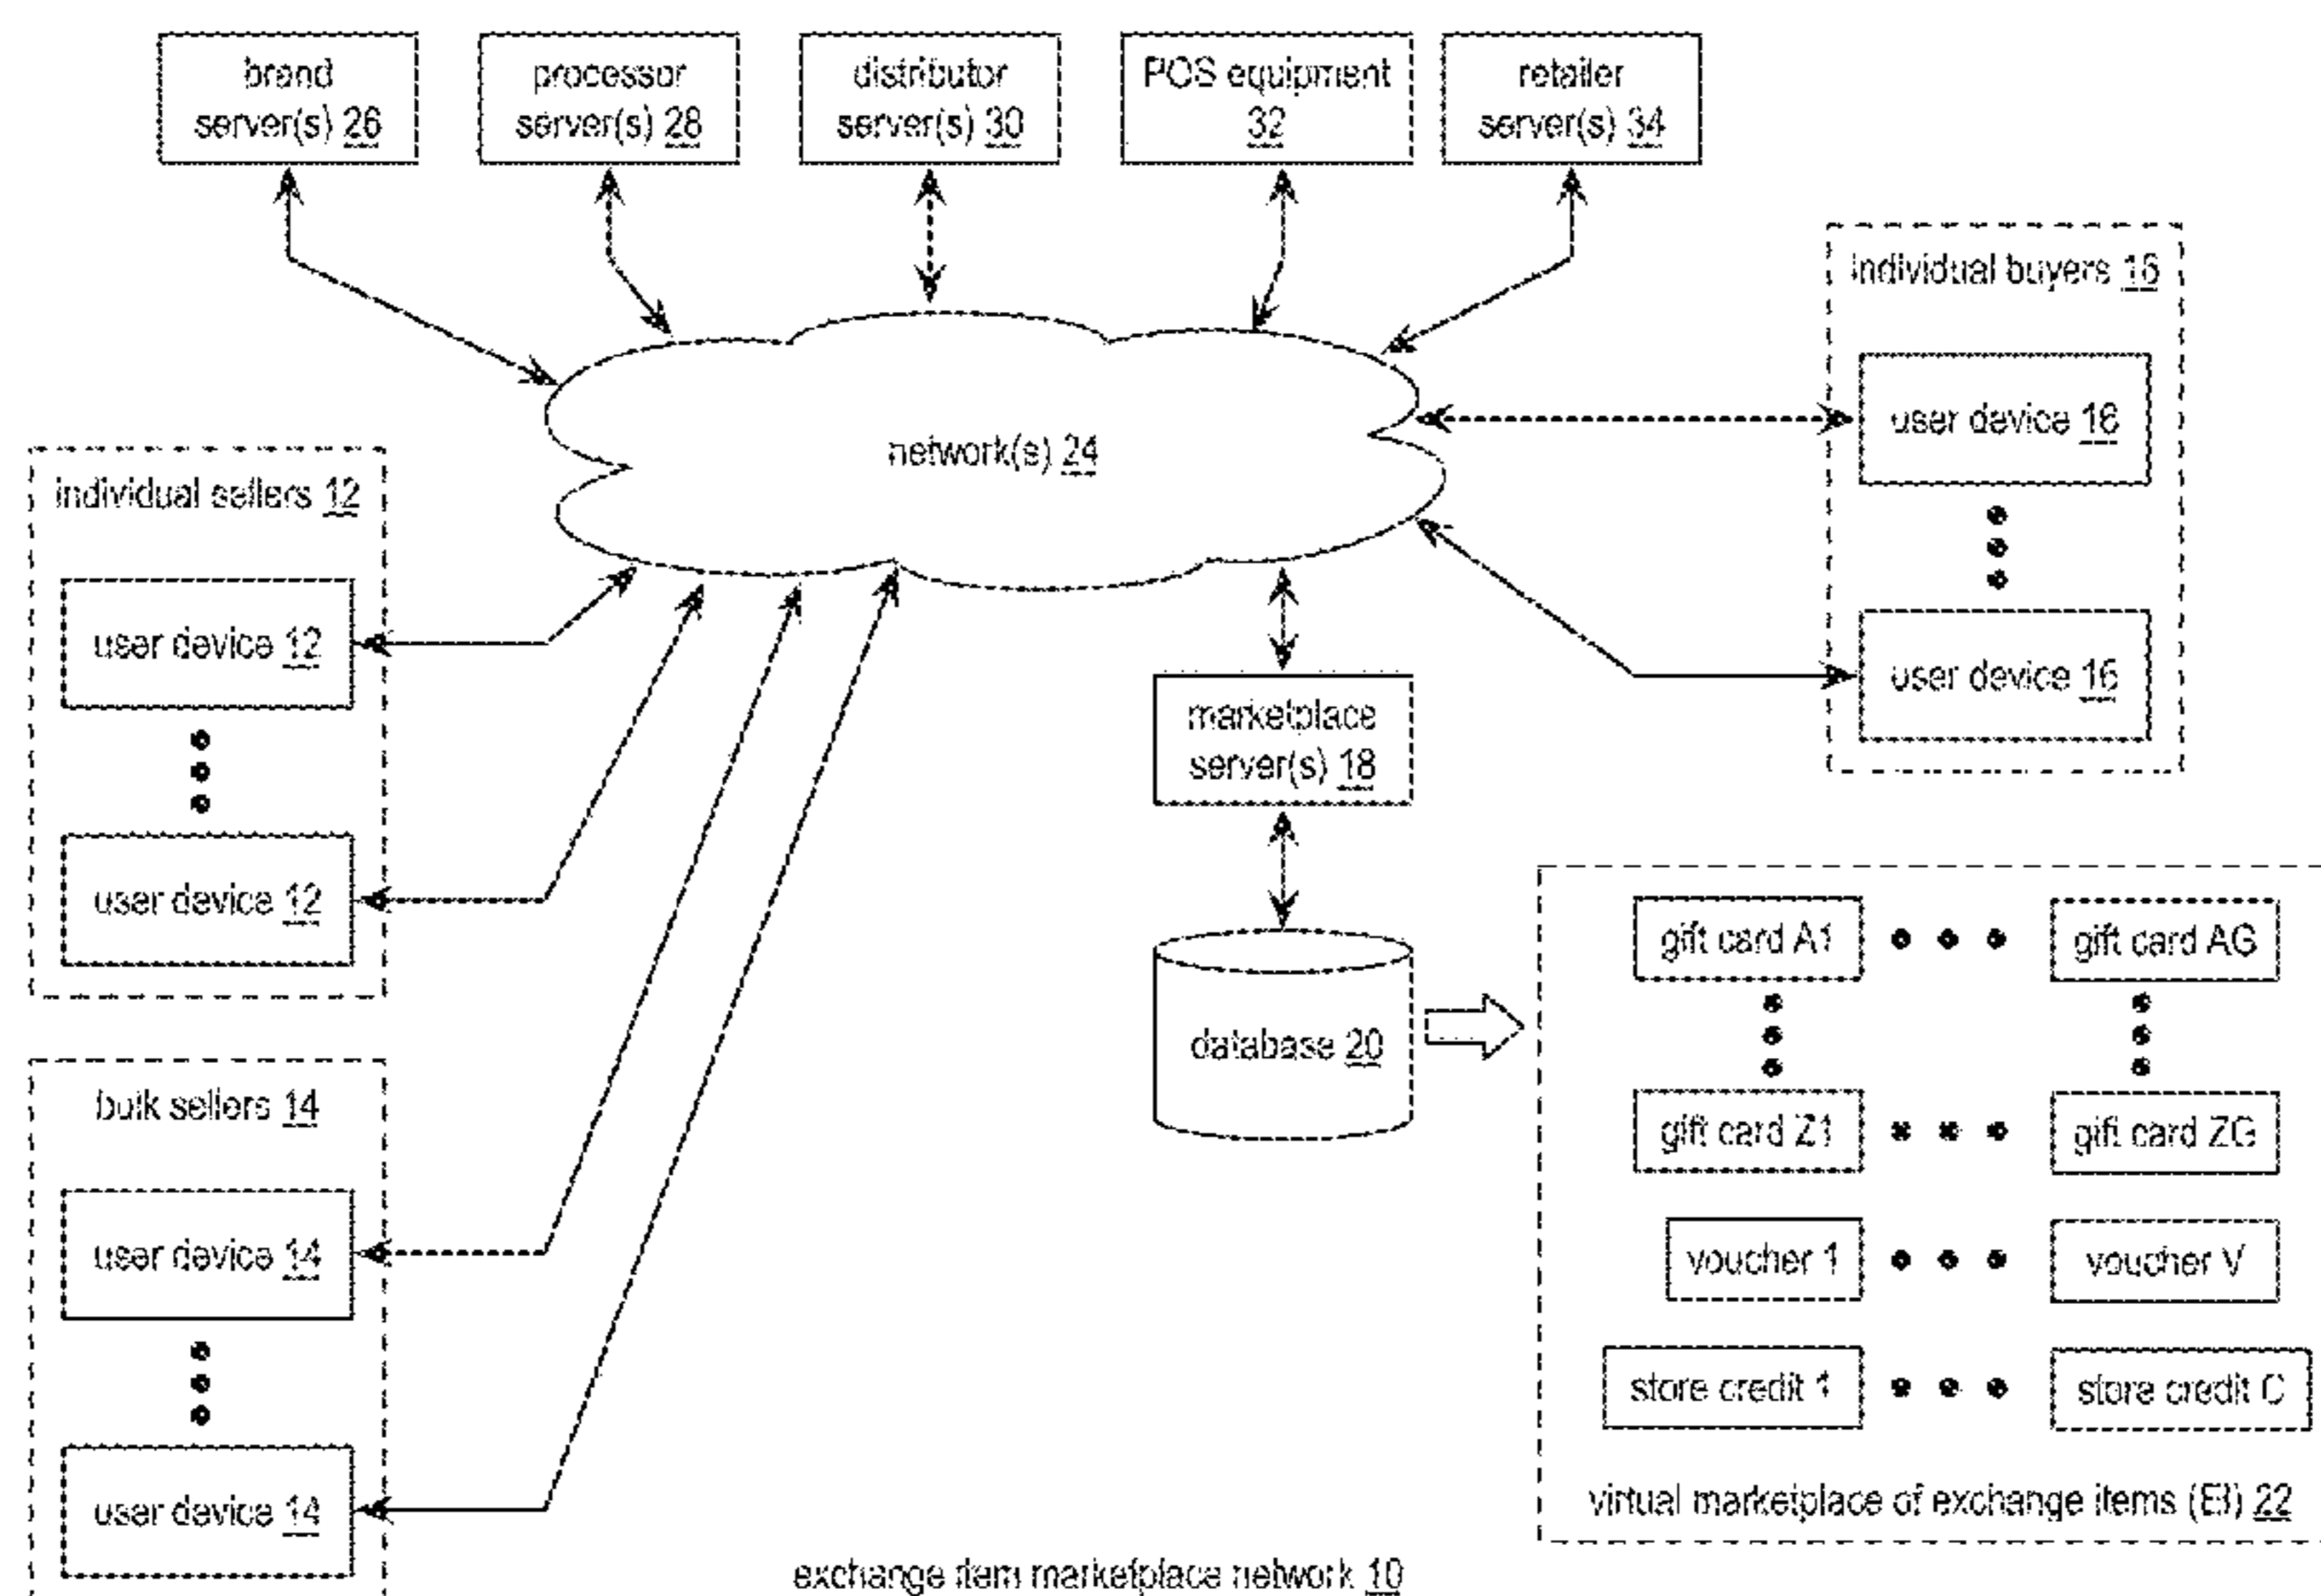 brand
server(s) 26
processor
server(s) 28
distributor
server(s) 30
POS equipment
32
retailer
server(s) 34
individual buyers 16
user device 16
user device 16
network(s) 24
individual sellers 12
user device 12
user device 12
marketplace
server(s) 18
database 20
bulk sellers 14
user device 14
user device 14
gift card A1
gift card AG
gift card Z1
gift card ZG
voucher 1
voucher V
store credit 1
store credit C
virtual marketplace of exchange items (EI) 22
exchange item marketplace network 10